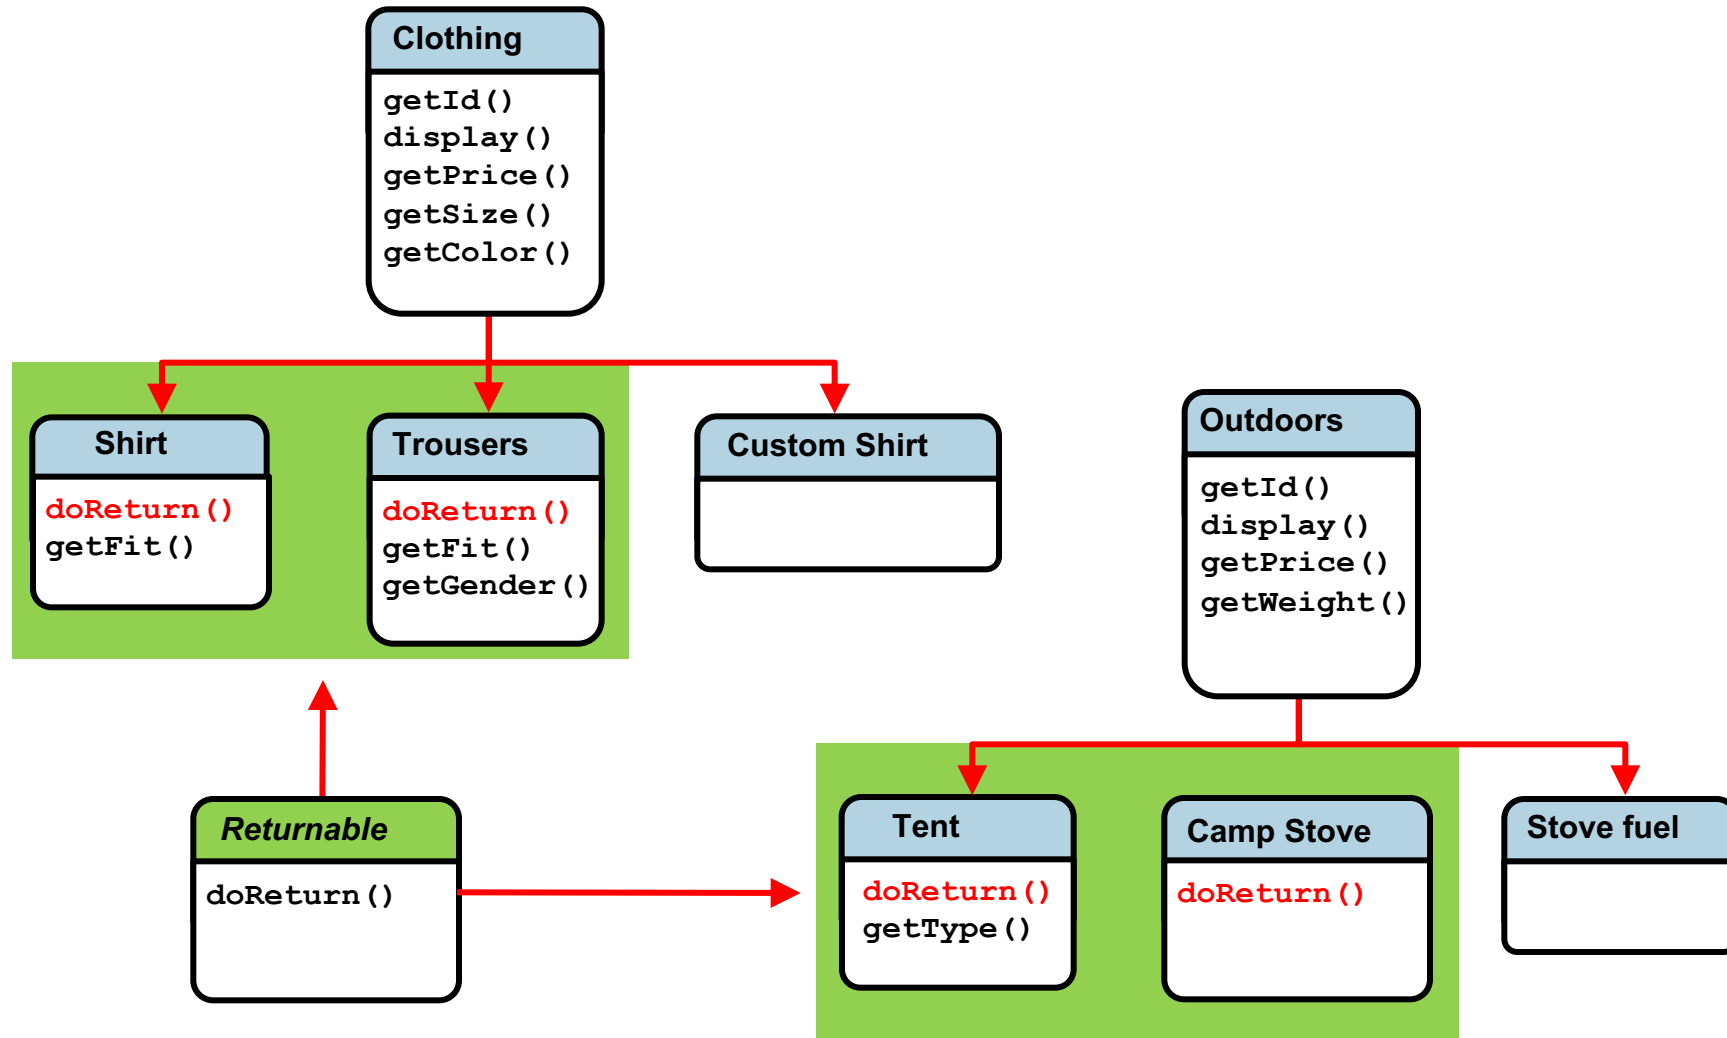 Clothing
getId()
display()
getPrice()
getSize()
getColor()
Shirt
doReturn()
getFit()
Trousers
doReturn()
getFit()
getGender()
Custom Shirt
Outdoors
getId()
display()
getPrice()
getWeight()
Returnable
doReturn()
Tent
doReturn()
getType()
Camp Stove
doReturn()
Stove fuel